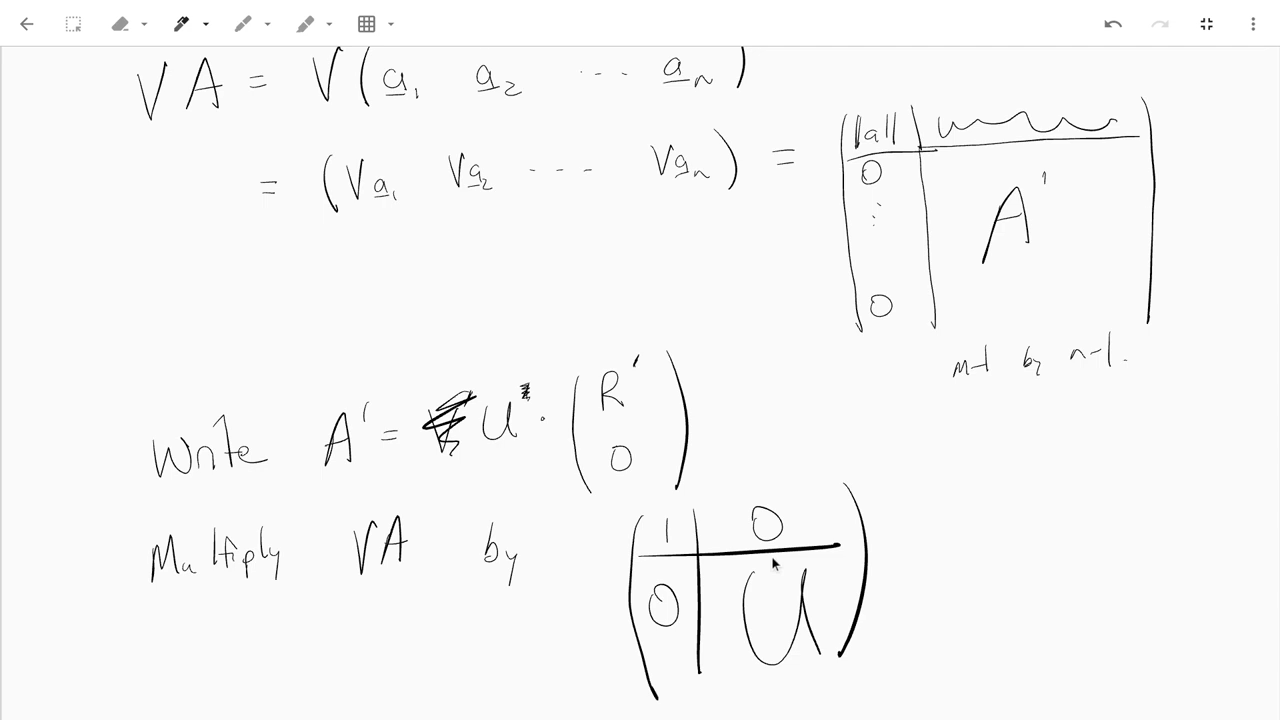 VA = V(a₁ a₂ ... aₙ)
= (Va₁ Va₂ ... Vaₙ) = (‖a‖
0
⋮ A'
0)
m-1 by n-1.
Write A' = U · (R'
0)
Multiply VA by (1 0
0 U)